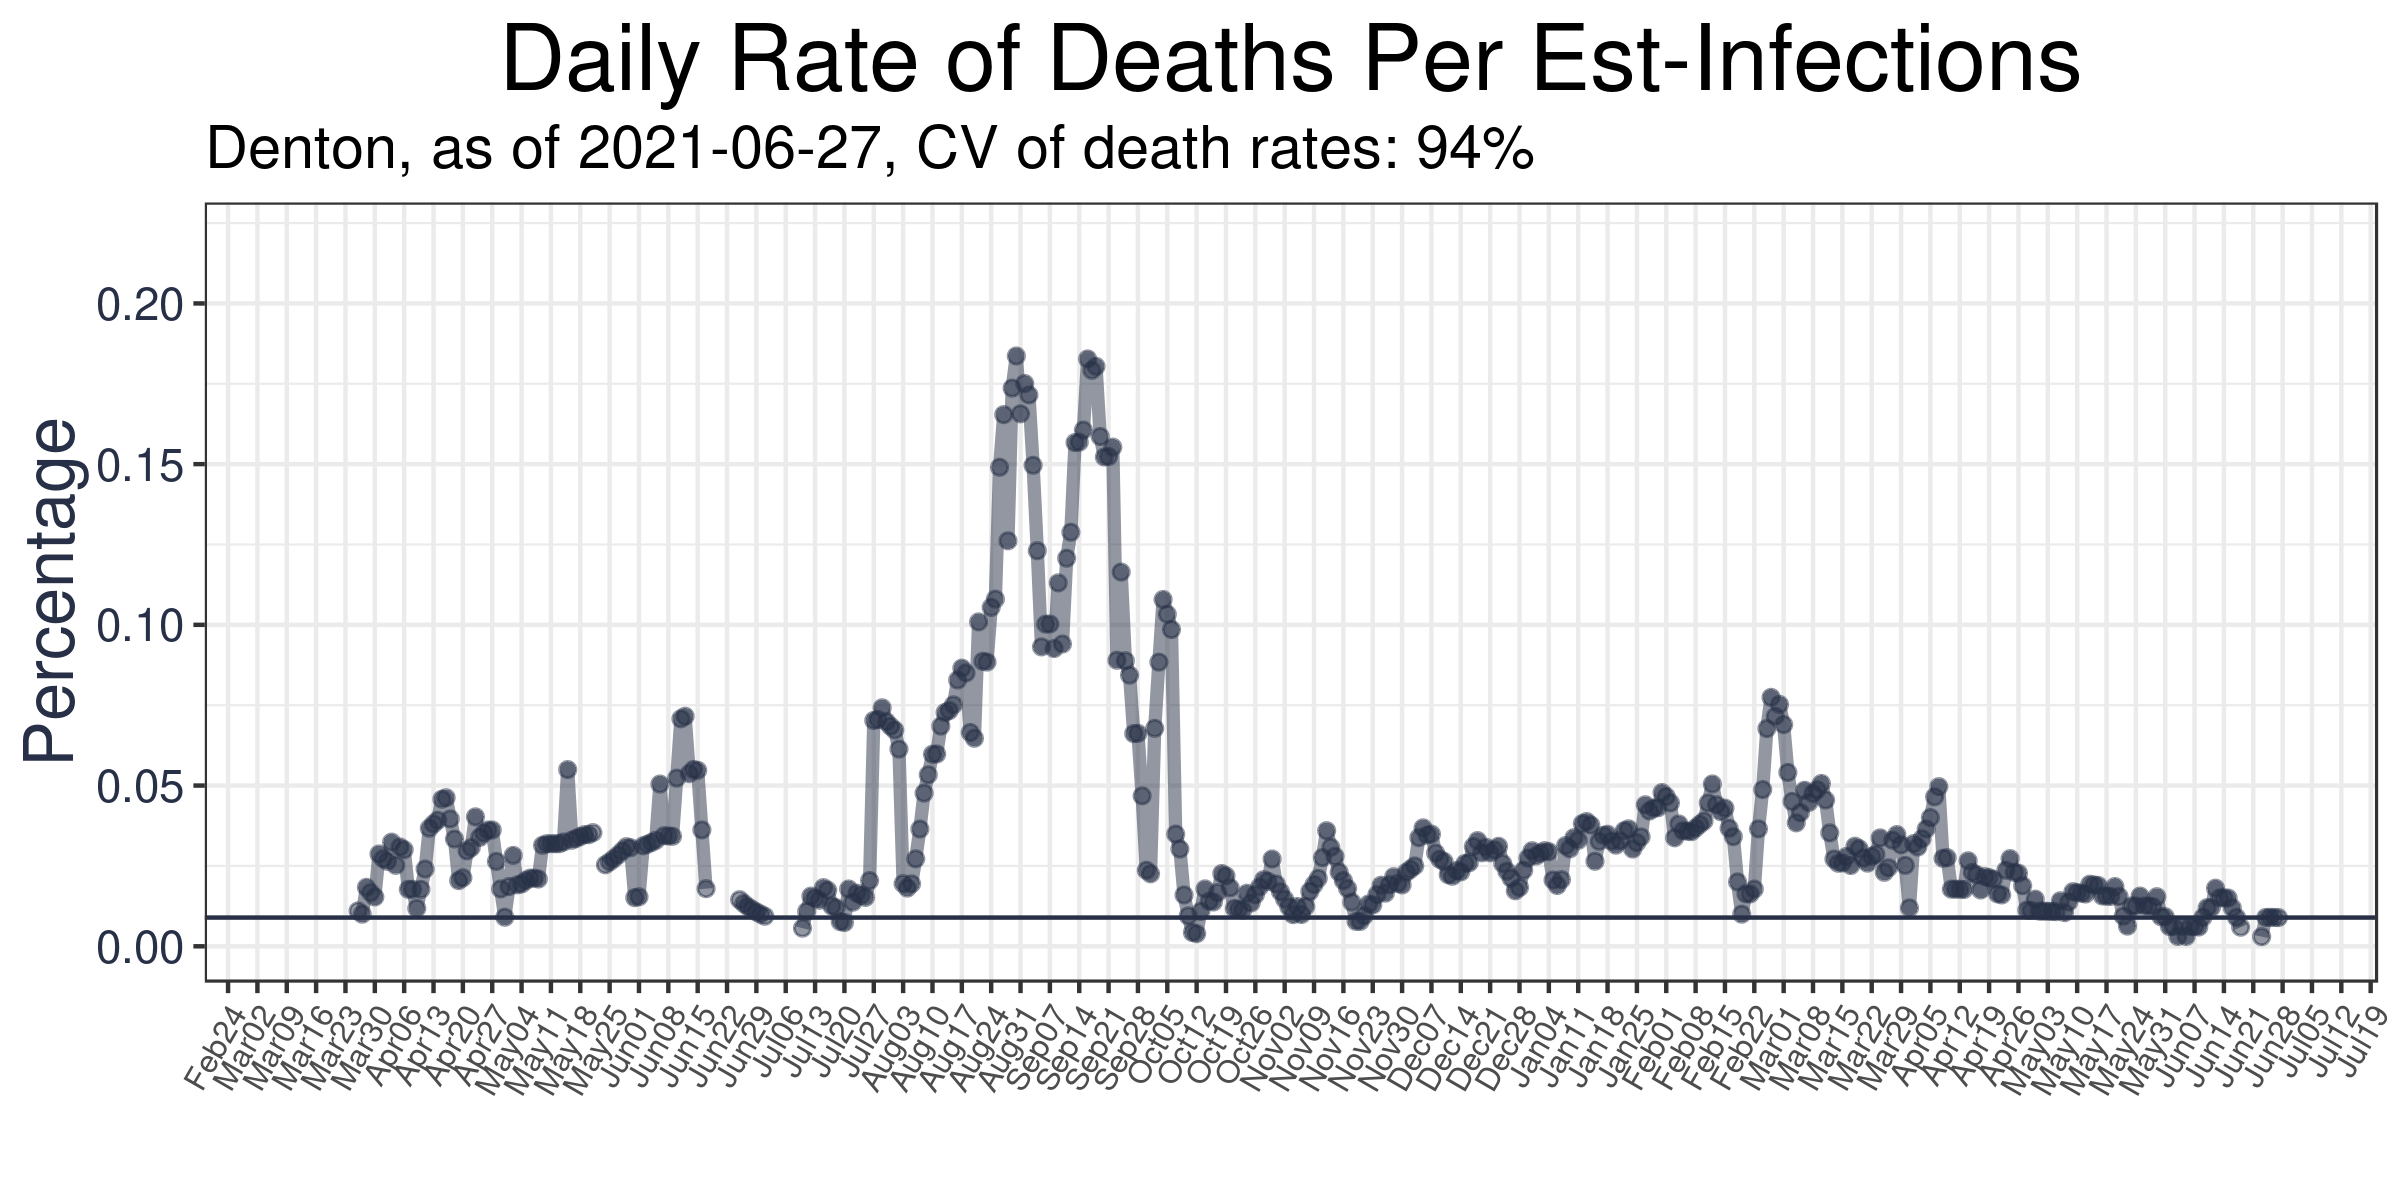 Daily Rate of Deaths Per Est-Infections
Denton, as of 2021-06-27, CV of death rates: 94%
Percentage
0.20
0.15
0.10
0.05
0.00
Feb24
Mar02
Mar09
Mar16
Mar23
Mar30
Apr06
Apr13
Apr20
Apr27
May04
May11
May18
May25
Jun01
Jun08
Jun15
Jun22
Jun29
Jul06
Jul13
Jul20
Jul27
Aug03
Aug10
Aug17
Aug24
Aug31
Sep07
Sep14
Sep21
Sep28
Oct05
Oct12
Oct19
Oct26
Nov02
Nov09
Nov16
Nov23
Nov30
Dec07
Dec14
Dec21
Dec28
Jan04
Jan11
Jan18
Jan25
Feb01
Feb08
Feb15
Feb22
Mar01
Mar08
Mar15
Mar22
Mar29
Apr05
Apr12
Apr19
Apr26
May03
May10
May17
May24
May31
Jun07
Jun14
Jun21
Jun28
Jul05
Jul12
Jul19